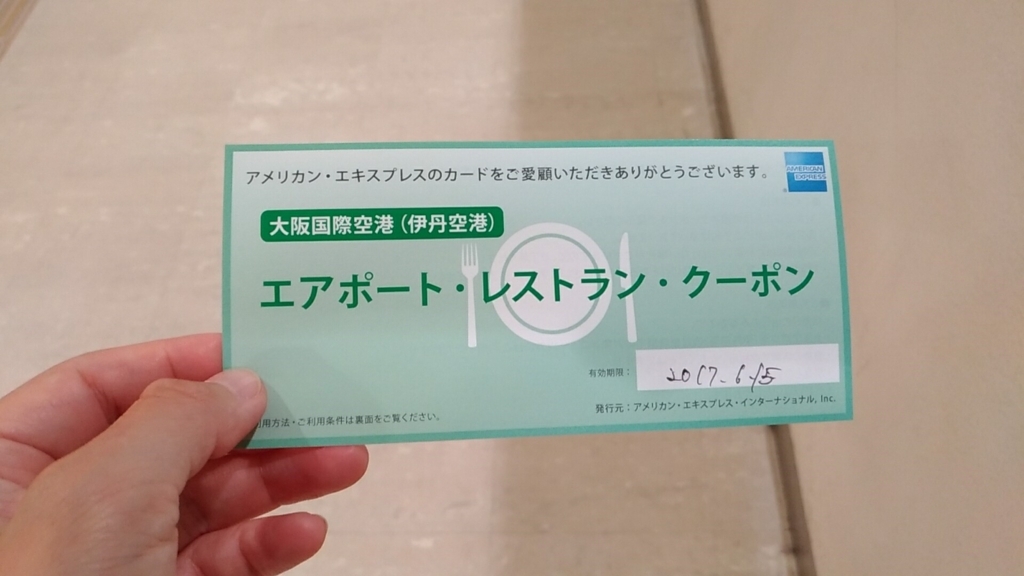 アメリカン・エキスプレスのカードをご愛顧いただきありがとうございます。
AMERICAN
EXPRESS
大阪国際空港(伊丹空港)
エアポート・レストラン・クーポン
有効期限: 2017.6.15
発行元:アメリカン・エキスプレス・インターナショナル, Inc.
用方法・ご利用条件は裏面をご覧ください。